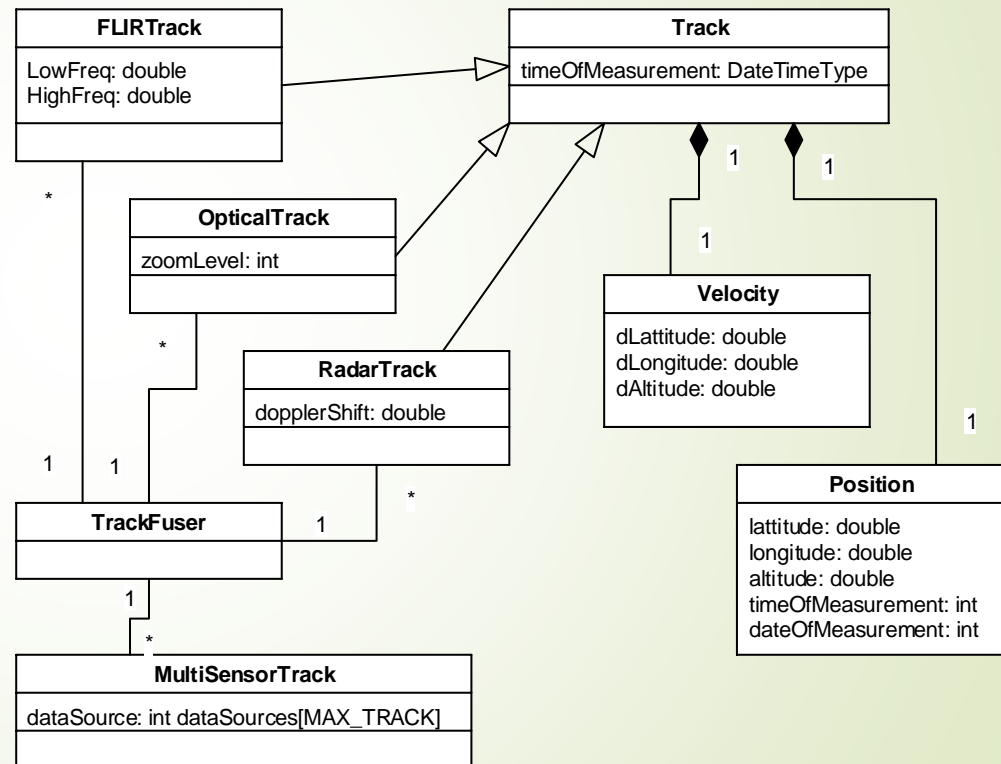 FLIRTrack
LowFreq: double
HighFreq: double
Track
timeOfMeasurement: DateTimeType
1
1
*
OpticalTrack
zoomLevel: int
1
Velocity
dLattitude: double
dLongitude: double
dAltitude: double
*
RadarTrack
dopplerShift: double
1
Position
lattitude: double
longitude: double
altitude: double
timeOfMeasurement: int
dateOfMeasurement: int
1
1
*
1
TrackFuser
1
*
MultiSensorTrack
dataSource: int dataSources[MAX_TRACK]